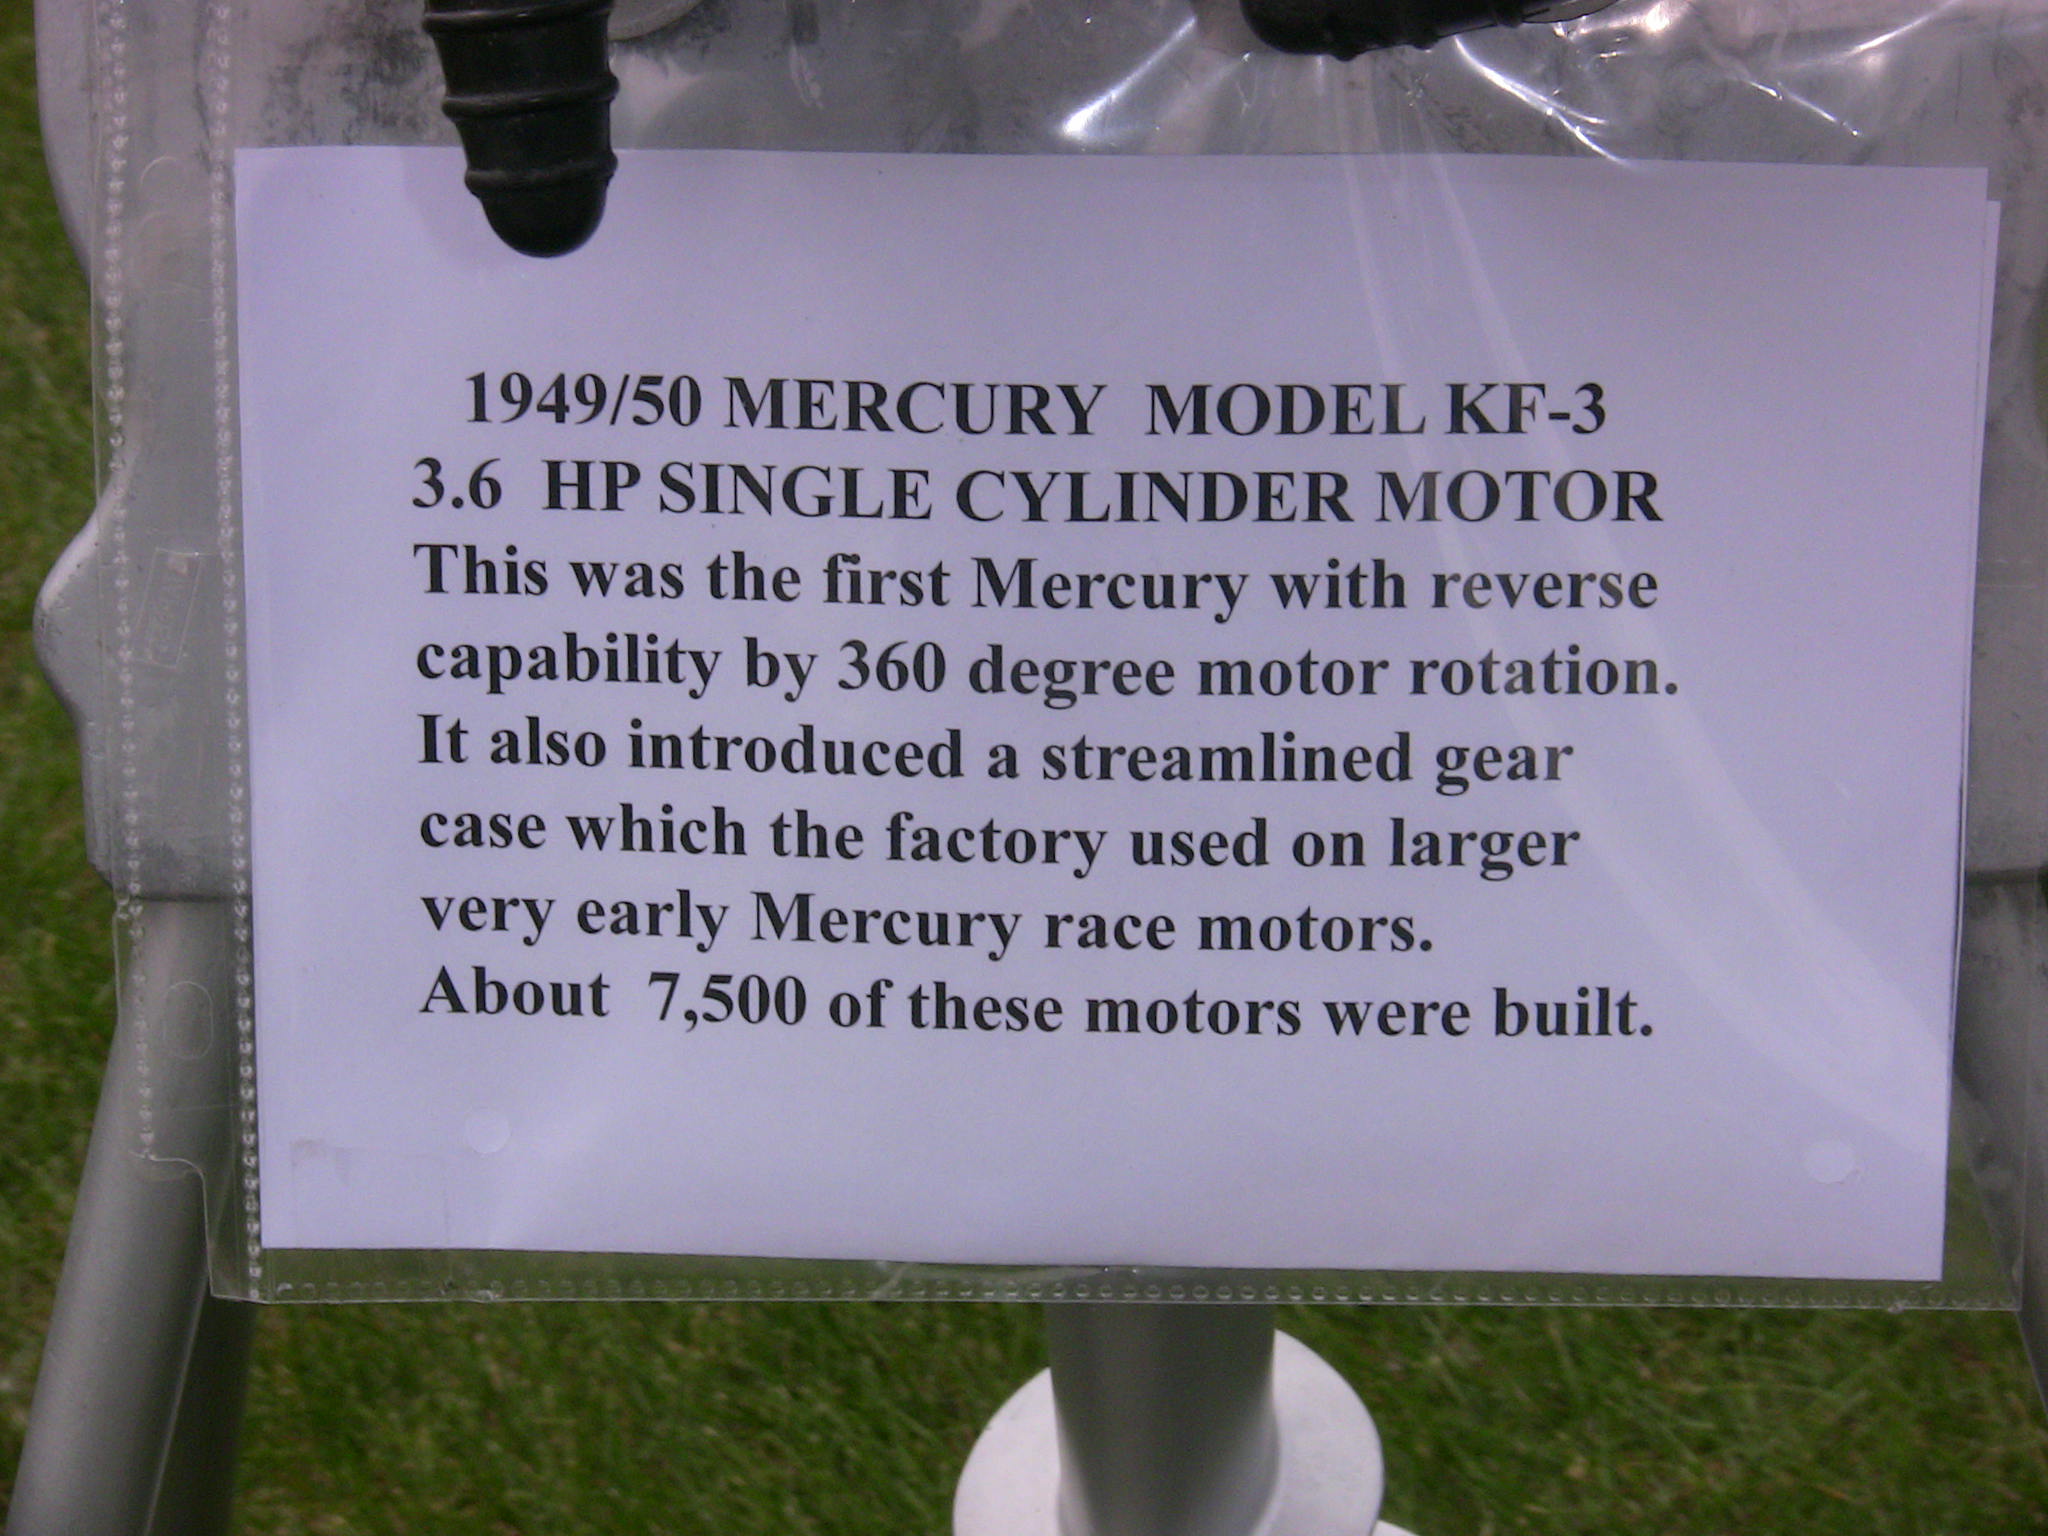 1949/50 MERCURY MODEL KF-3
3.6 HP SINGLE CYLINDER MOTOR
This was the first Mercury with reverse
capability by 360 degree motor rotation.
It also introduced a streamlined gear
case which the factory used on larger
very early Mercury race motors.
About 7,500 of these motors were built.